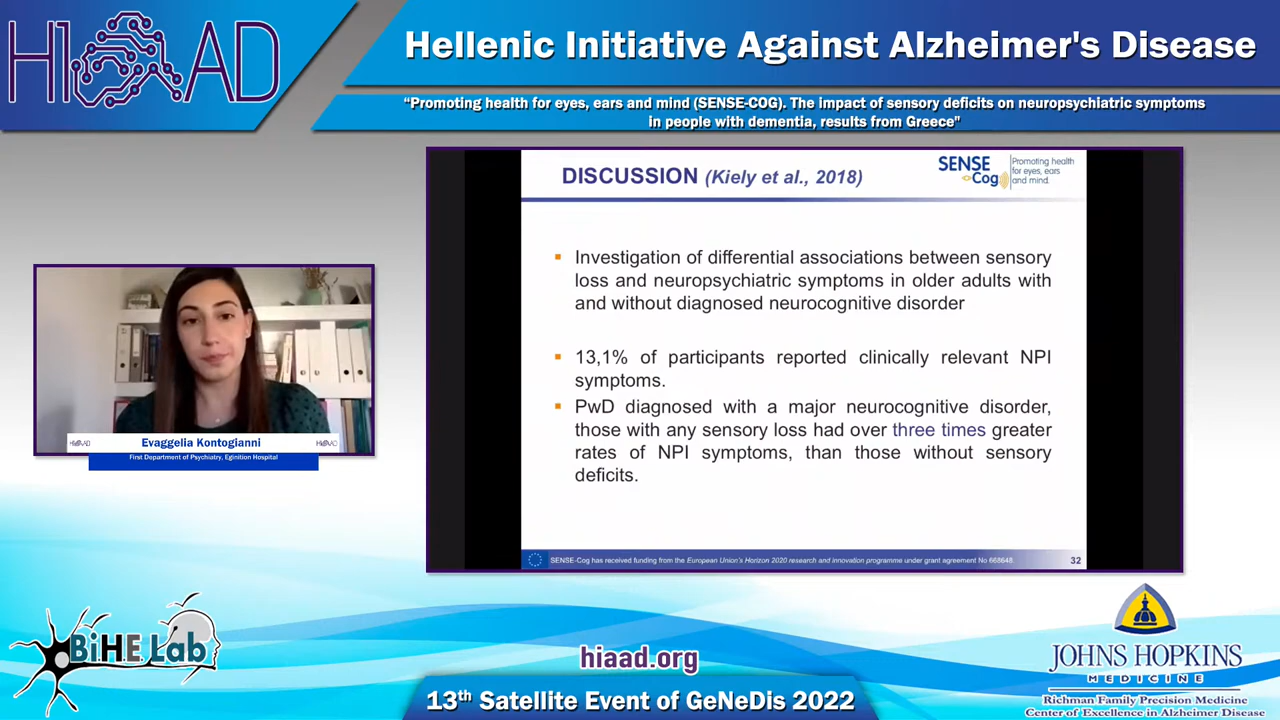 HIAAD
Hellenic Initiative Against Alzheimer's Disease
“Promoting health for eyes, ears and mind (SENSE-COG). The impact of sensory deficits on neuropsychiatric symptoms
in people with dementia, results from Greece"
DISCUSSION (Kiely et al., 2018)
SENSE
Cog
Promoting health
for eyes, ears
and mind.
▪ Investigation of differential associations between sensory
loss and neuropsychiatric symptoms in older adults with
and without diagnosed neurocognitive disorder
▪ 13,1% of participants reported clinically relevant NPI
symptoms.
▪ PwD diagnosed with a major neurocognitive disorder,
those with any sensory loss had over three times greater
rates of NPI symptoms, than those without sensory
deficits.
SENSE-Cog has received funding from the European Union's Horizon 2020 research and innovation programme under grant agreement No 668648
32
HIAAD
Evaggelia Kontogianni
HIAAD
First Department of Psychiatry, Eginition Hospital
BiHE Lab
hiaad.org
13th Satellite Event of GeNeDis 2022
JOHNS HOPKINS
MEDICINE
Richman Family Precision Medicine
Center of Excellence in Alzheimer Disease